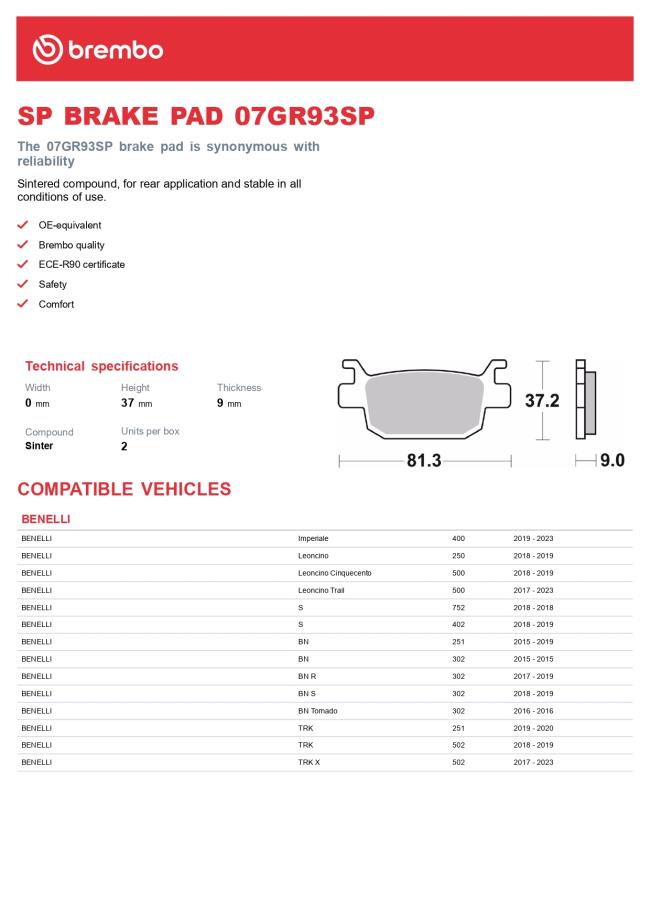 brembo
SP BRAKE PAD 07GR93SP
The 07GR93SP brake pad is synonymous with
reliability
Sintered compound, for rear application and stable in all
conditions of use.
OE-equivalent
Brembo quality
ECE-R90 certificate
Safety
Comfort
Technical specifications
Width Height Thickness
0 mm 37 mm 9 mm
Compound Units per box
Sinter 2
37.2
81.3 9.0
COMPATIBLE VEHICLES
BENELLI
BENELLI Imperiale 400 2019 - 2023
BENELLI Leoncino 250 2018 - 2019
BENELLI Leoncino Cinquecento 500 2018 - 2019
BENELLI Leoncino Trail 500 2017 - 2023
BENELLI S 752 2018 - 2018
BENELLI S 402 2018 - 2019
BENELLI BN 251 2015 - 2019
BENELLI BN 302 2015 - 2015
BENELLI BN R 302 2017 - 2019
BENELLI BN S 302 2018 - 2019
BENELLI BN Tornado 302 2016 - 2016
BENELLI TRK 251 2019 - 2020
BENELLI TRK 502 2018 - 2019
BENELLI TRK X 502 2017 - 2023